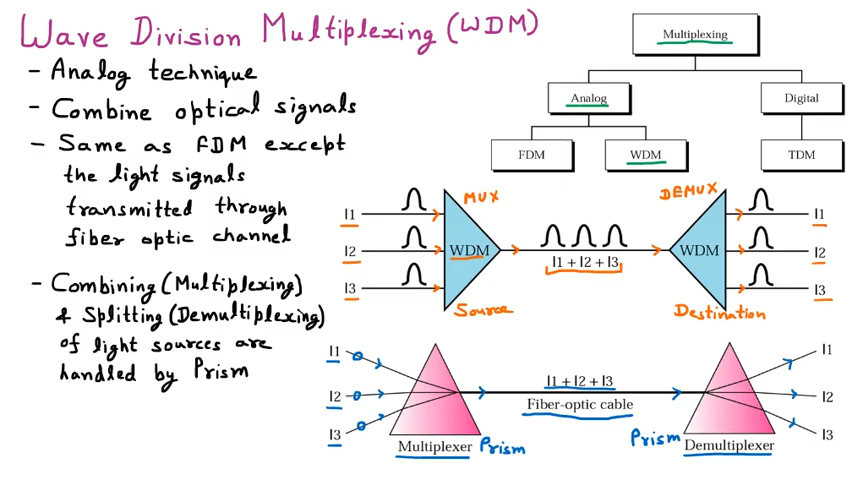 Wave Division Multiplexing (WDM)
- Analog technique
- Combine optical signals
- Same as FDM except
the light signals
transmitted through
fiber optic channel
- Combining (Multiplexing)
& Splitting (Demultiplexing)
of light sources are
handled by Prism
Multiplexing
Analog
Digital
FDM
WDM
TDM
MUX
DEMUX
I1
I2
I3
WDM
I1 + I2 + I3
WDM
I1
I2
I3
Source
Destination
I1
I2
I3
I1 + I2 + I3
Fiber-optic cable
I1
I2
I3
Multiplexer
Prism
Prism
Demultiplexer